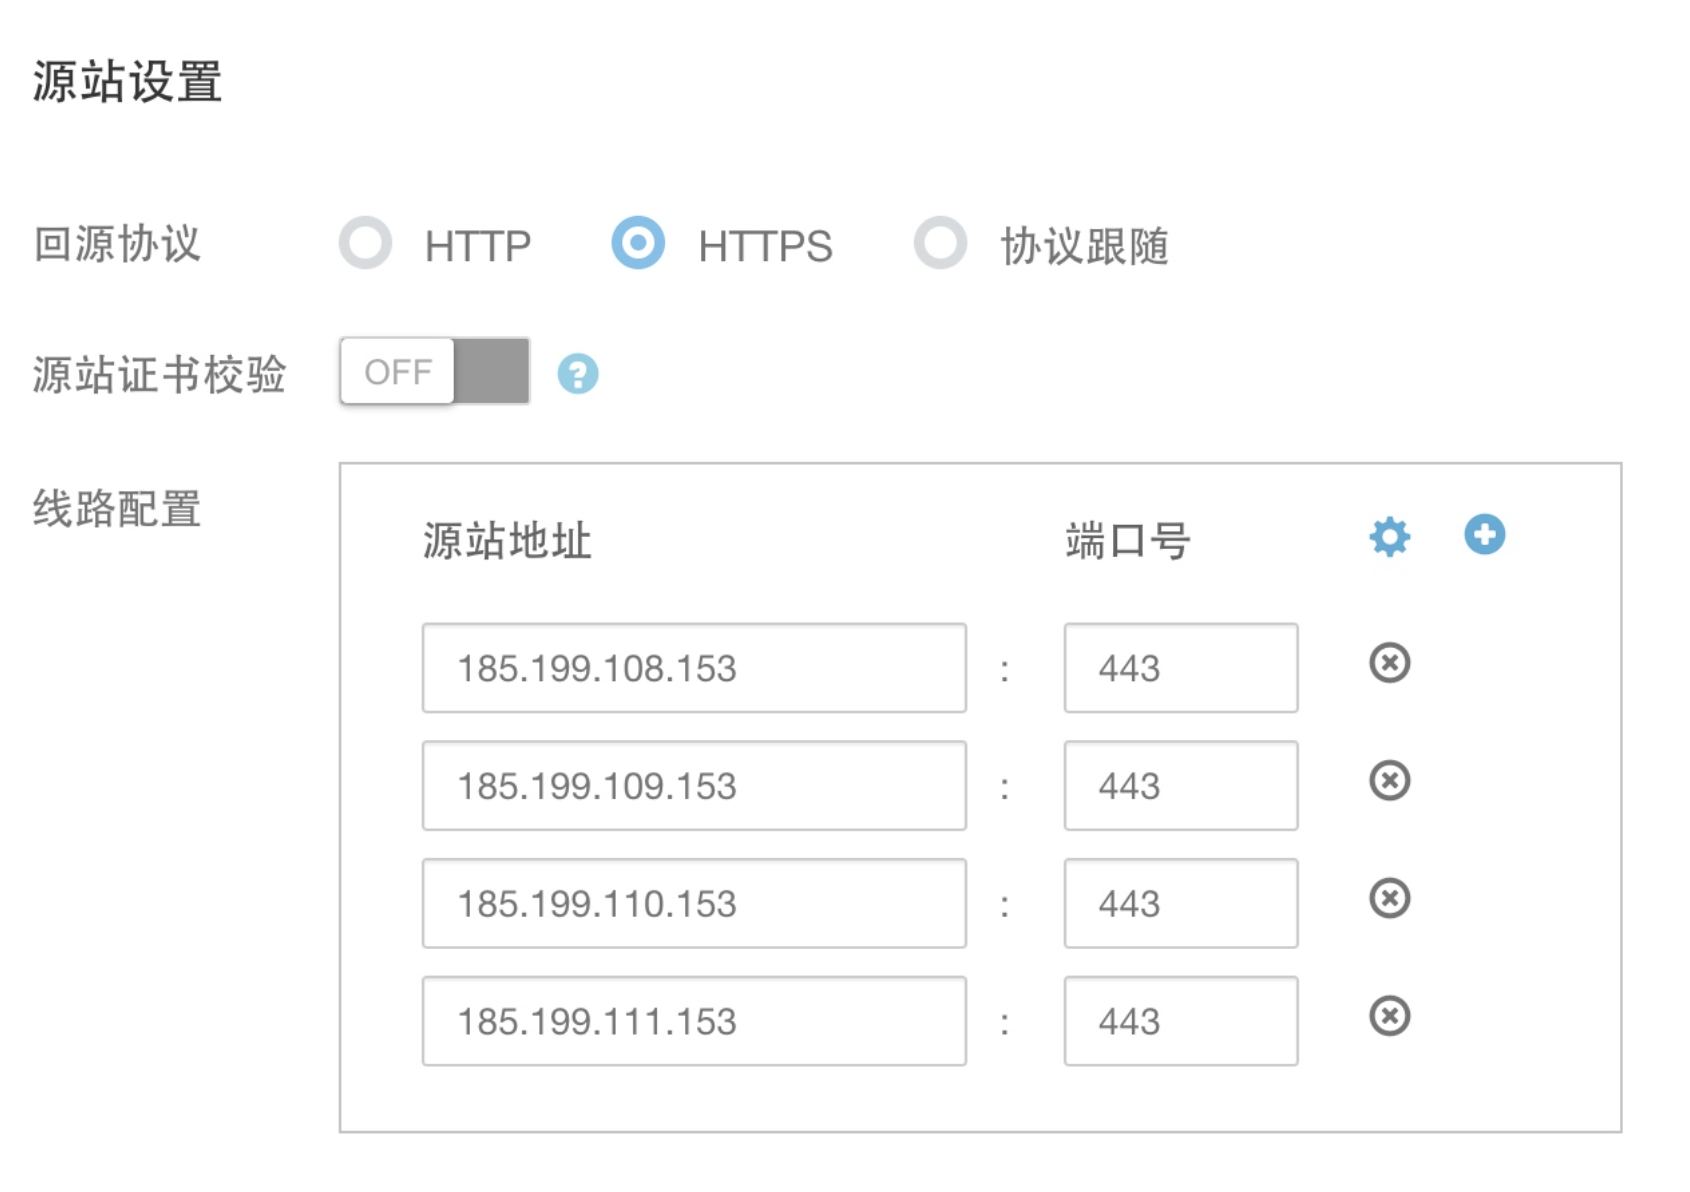 源站设置
回源协议 HTTP HTTPS 协议跟随
源站证书校验 OFF ?
线路配置
源站地址 端口号
185.199.108.153 : 443
185.199.109.153 : 443
185.199.110.153 : 443
185.199.111.153 : 443